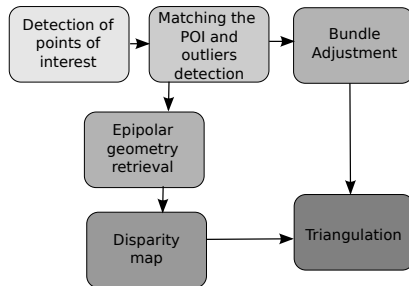 Detection of
points of
interest
Matching the
POI and
outliers
detection
Bundle
Adjustment
Epipolar
geometry
retrieval
Disparity
map
Triangulation